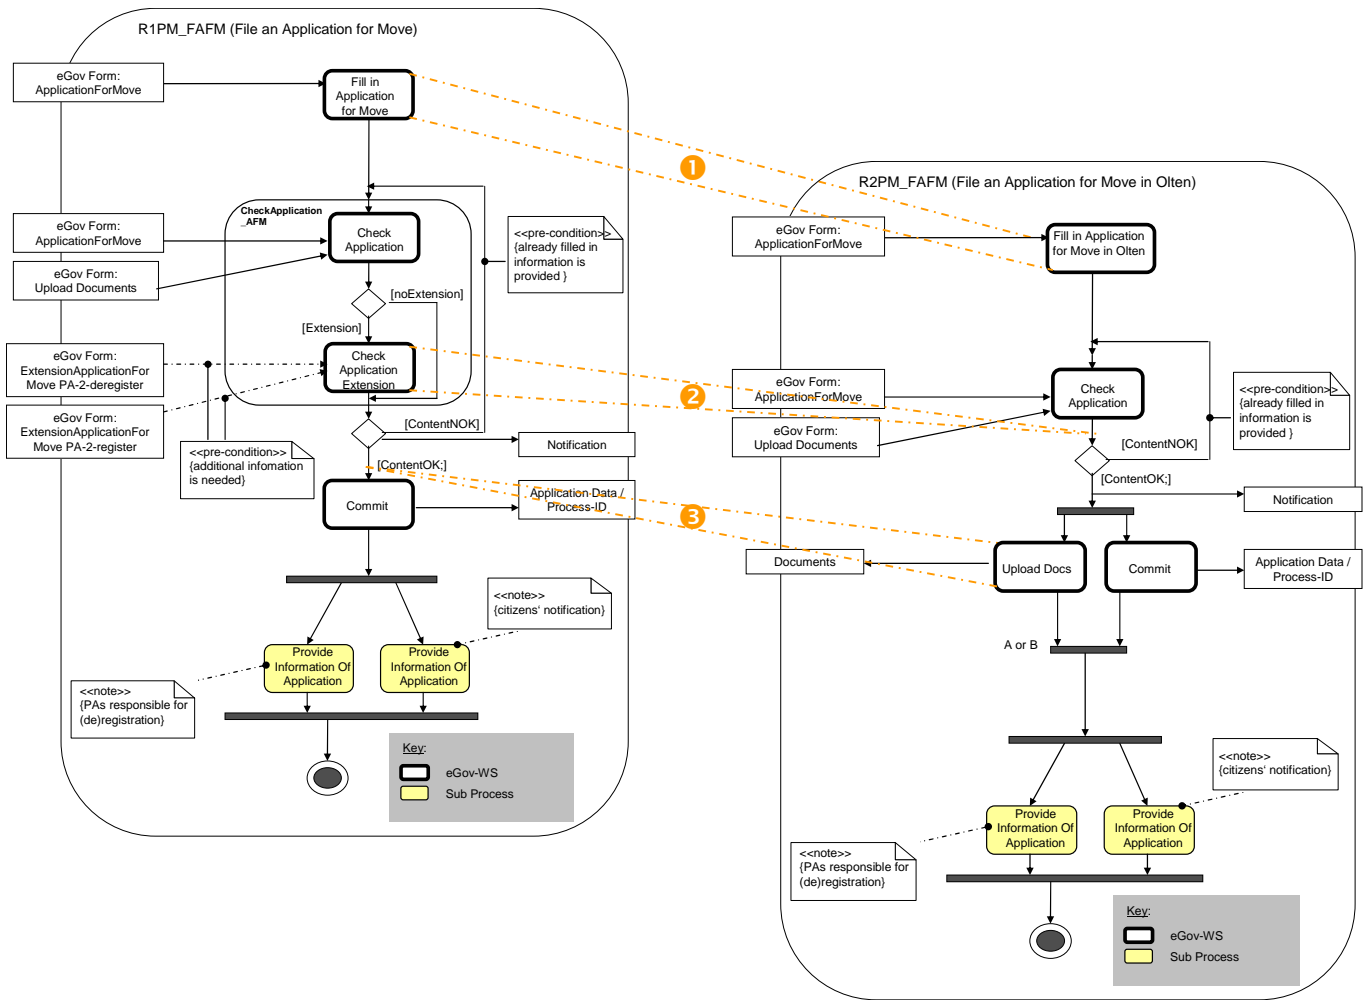 R1PM_FAFM (File an Application for Move)
eGov Form:
ApplicationForMove
Fill in
Application
for Move
CheckApplication
_AFM
eGov Form:
ApplicationForMove
Check
Application
<<pre-condition>>
{already filled in
information is
provided }
eGov Form:
Upload Documents
[noExtension]
[Extension]
eGov Form:
ExtensionApplicationFor
Move PA-2-deregister
Check
Application
Extension
eGov Form:
ExtensionApplicationFor
Move PA-2-register
[ContentNOK]
Notification
<<pre-condition>>
{additional infomation
is needed}
[ContentOK;]
Commit
Application Data /
Process-ID
<<note>>
{citizens' notification}
Provide
Information Of
Application
Provide
Information Of
Application
<<note>>
{PAs responsible for
(de)registration}
Key:
eGov-WS
Sub Process
1
2
3
R2PM_FAFM (File an Application for Move in Olten)
eGov Form:
ApplicationForMove
Fill in Application
for Move in Olten
eGov Form:
ApplicationForMove
Check
Application
<<pre-condition>>
{already filled in
information is
provided }
eGov Form:
Upload Documents
[ContentNOK]
[ContentOK;]
Notification
Documents
Upload Docs
Commit
Application Data /
Process-ID
A or B
<<note>>
{citizens' notification}
Provide
Information Of
Application
Provide
Information Of
Application
<<note>>
{PAs responsible for
(de)registration}
Key:
eGov-WS
Sub Process